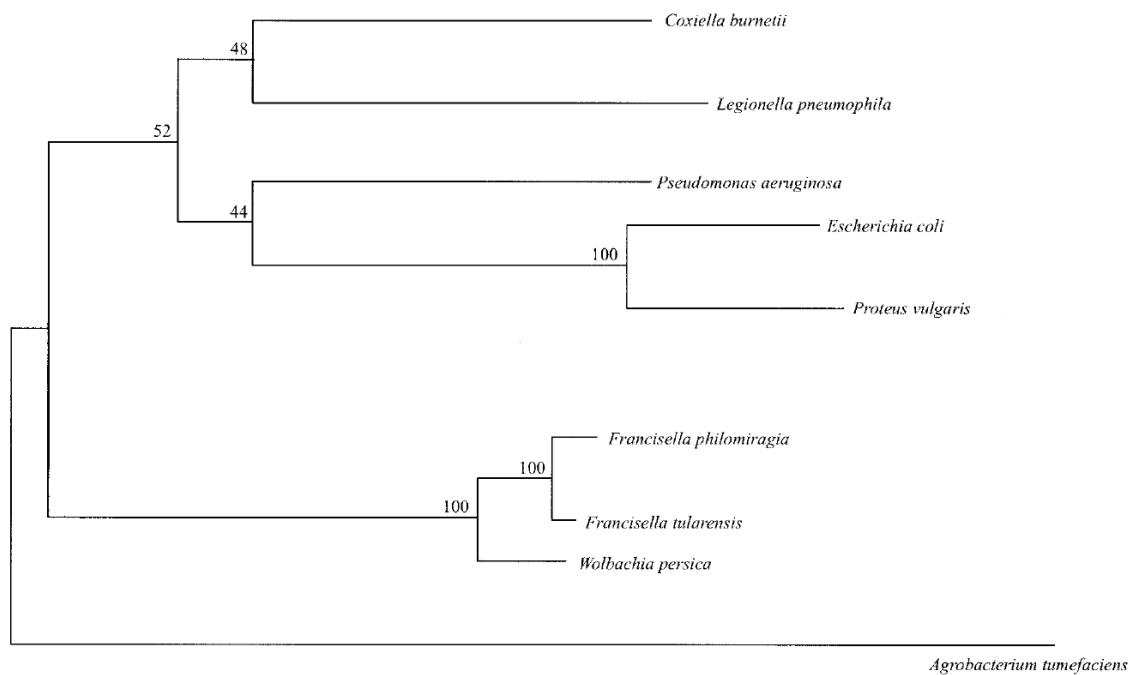 Coxiella burnetii
48
Legionella pneumophila
52
Pseudomonas aeruginosa
44
Escherichia coli
100
Proteus vulgaris
Francisella philomiragia
100
100
Francisella tularensis
Wolbachia persica
Agrobacterium tumefaciens